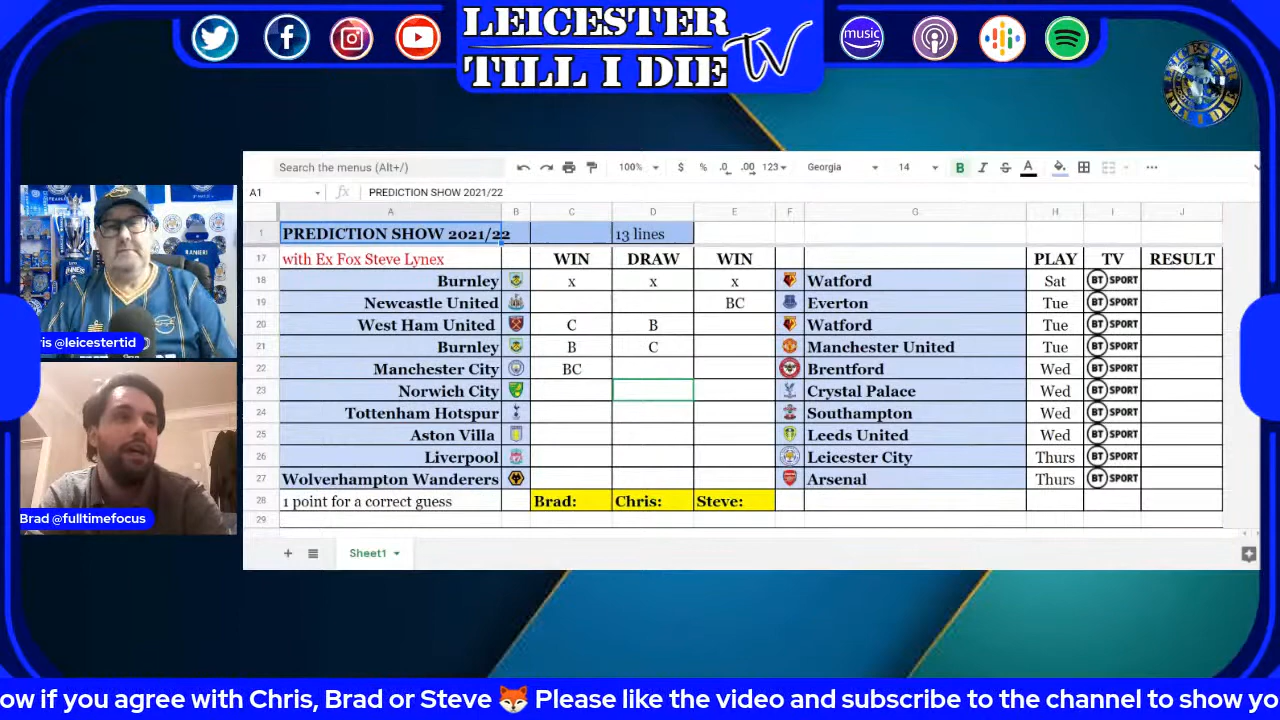 LEICESTER
TILL I DIE TV
music
LEICESTER
TILL I DIE
Search the menus (Alt+/)
100% $ % .0 .00 123 Georgia 14 B I S A
A1 fx PREDICTION SHOW 2021/22
A B C D E F G H I J
1 PREDICTION SHOW 2021/22 13 lines
17 with Ex Fox Steve Lynex WIN DRAW WIN PLAY TV RESULT
18 Burnley x x x Watford Sat BT SPORT
19 Newcastle United BC Everton Tue BT SPORT
20 West Ham United C B Watford Tue BT SPORT
21 Burnley B C Manchester United Tue BT SPORT
22 Manchester City BC Brentford Wed BT SPORT
23 Norwich City Crystal Palace Wed BT SPORT
24 Tottenham Hotspur Southampton Wed BT SPORT
25 Aston Villa Leeds United Wed BT SPORT
26 Liverpool Leicester City Thurs BT SPORT
27 Wolverhampton Wanderers Arsenal Thurs BT SPORT
28 1 point for a correct guess Brad: Chris: Steve:
29
Sheet1
RANIERI
ris @leicestertid
Brad @fulltimefocus
ow if you agree with Chris, Brad or Steve 🦊 Please like the video and subscribe to the channel to show yo